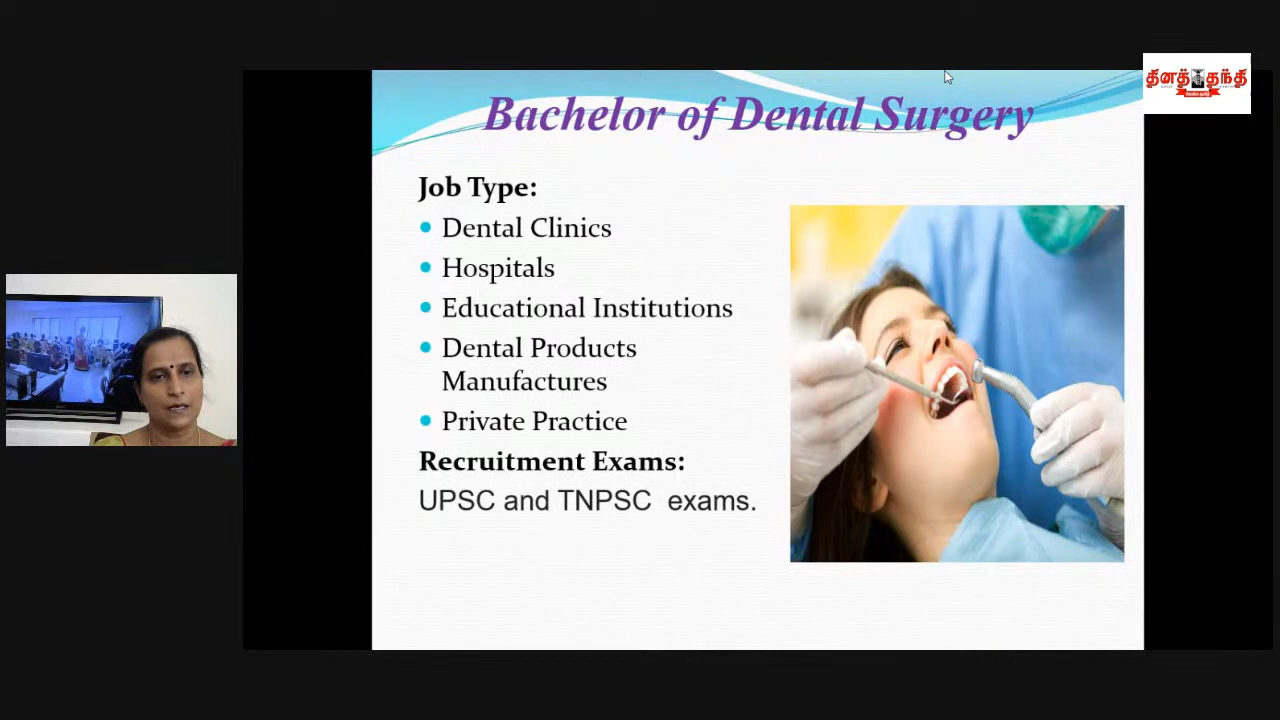 Bachelor of Dental Surgery
தினத்தந்தி
Job Type:
Dental Clinics
Hospitals
Educational Institutions
Dental Products
Manufactures
Private Practice
Recruitment Exams:
UPSC and TNPSC  exams.